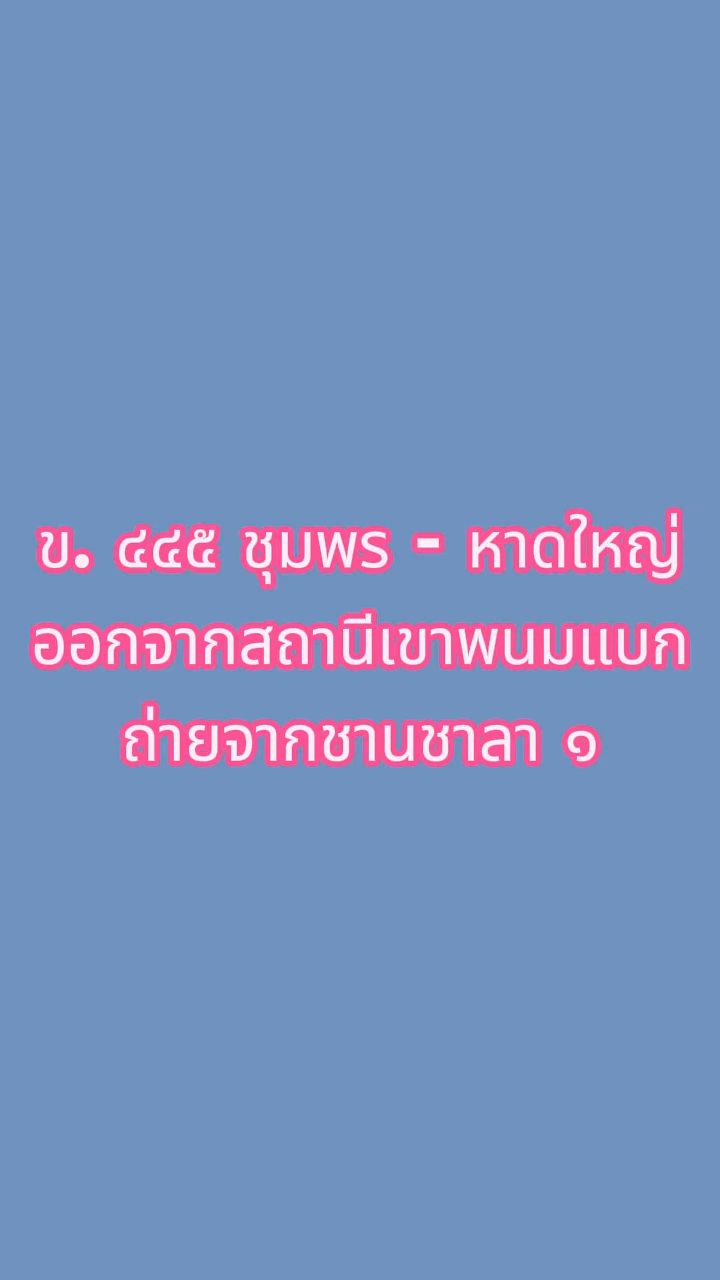 ข. ๔๔๕ ชุมพร - หาดใหญ่
ออกจากสถานีเขาพนมแบก
ถ่ายจากชานชาลา ๑